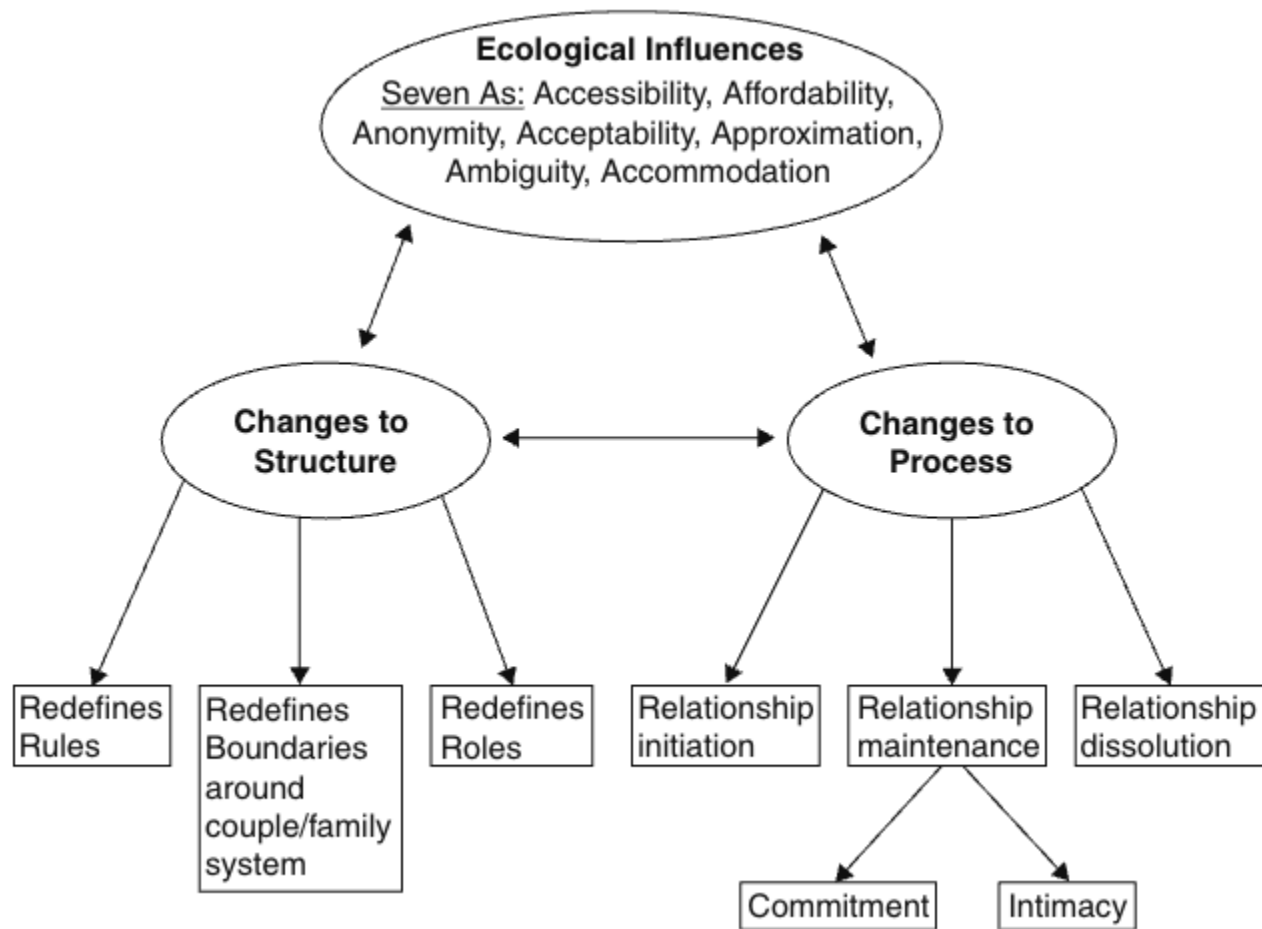 Ecological Influences
Seven As: Accessibility, Affordability,
Anonymity, Acceptability, Approximation,
Ambiguity, Accommodation
Changes to
Structure
Changes to
Process
Redefines
Rules
Redefines
Boundaries
around
couple/family
system
Redefines
Roles
Relationship
initiation
Relationship
maintenance
Relationship
dissolution
Commitment
Intimacy